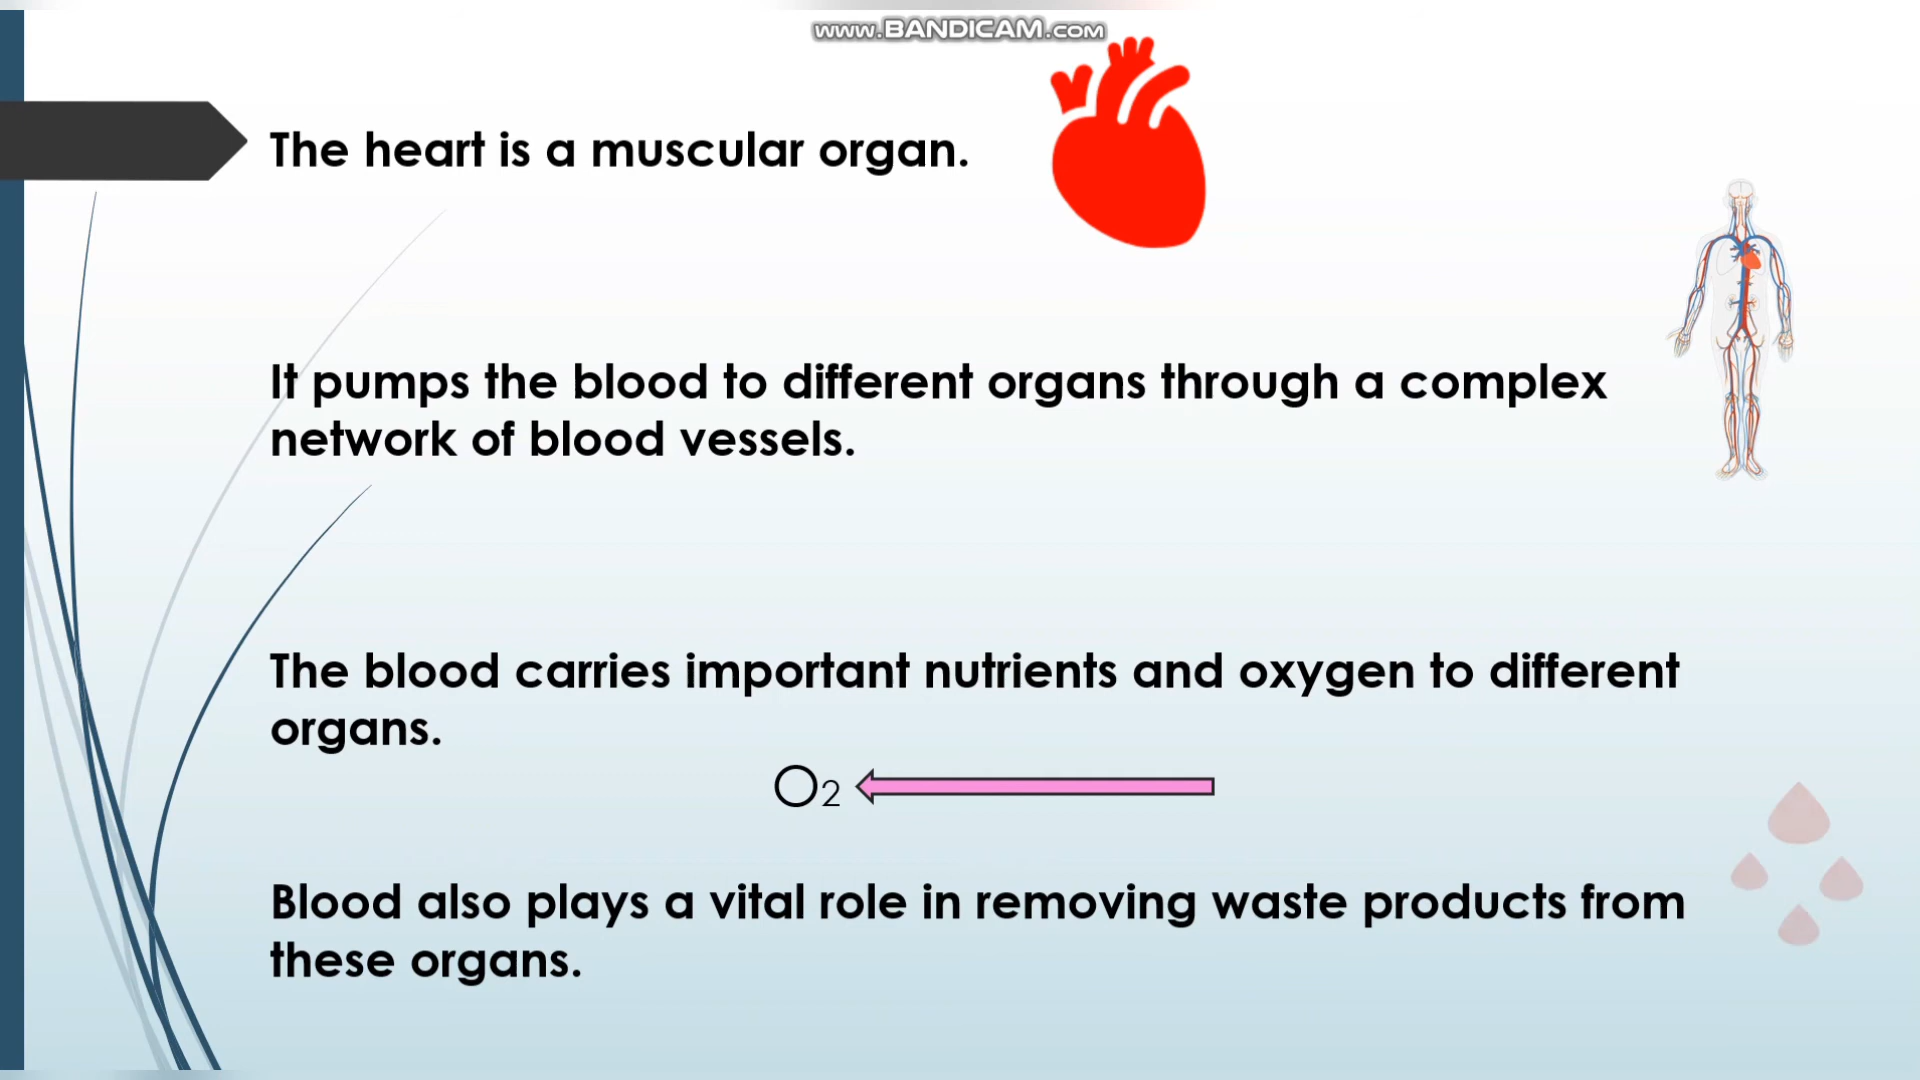 www.BANDICAM.com
The heart is a muscular organ.
It pumps the blood to different organs through a complex
network of blood vessels.
The blood carries important nutrients and oxygen to different
organs.
O2
Blood also plays a vital role in removing waste products from
these organs.